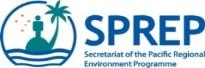 SPREP
Secretariat of the Pacific Regional
Environment Programme